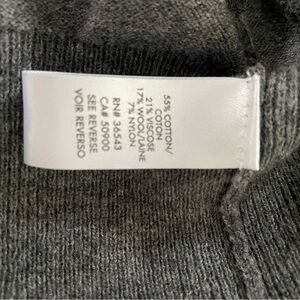 55% COTTON/
COTON
21% VISCOSE
17% WOOL/LAINE
7% NYLON
RN# 36543
CA# 50900
SEE REVERSE
VOIR REVERSO